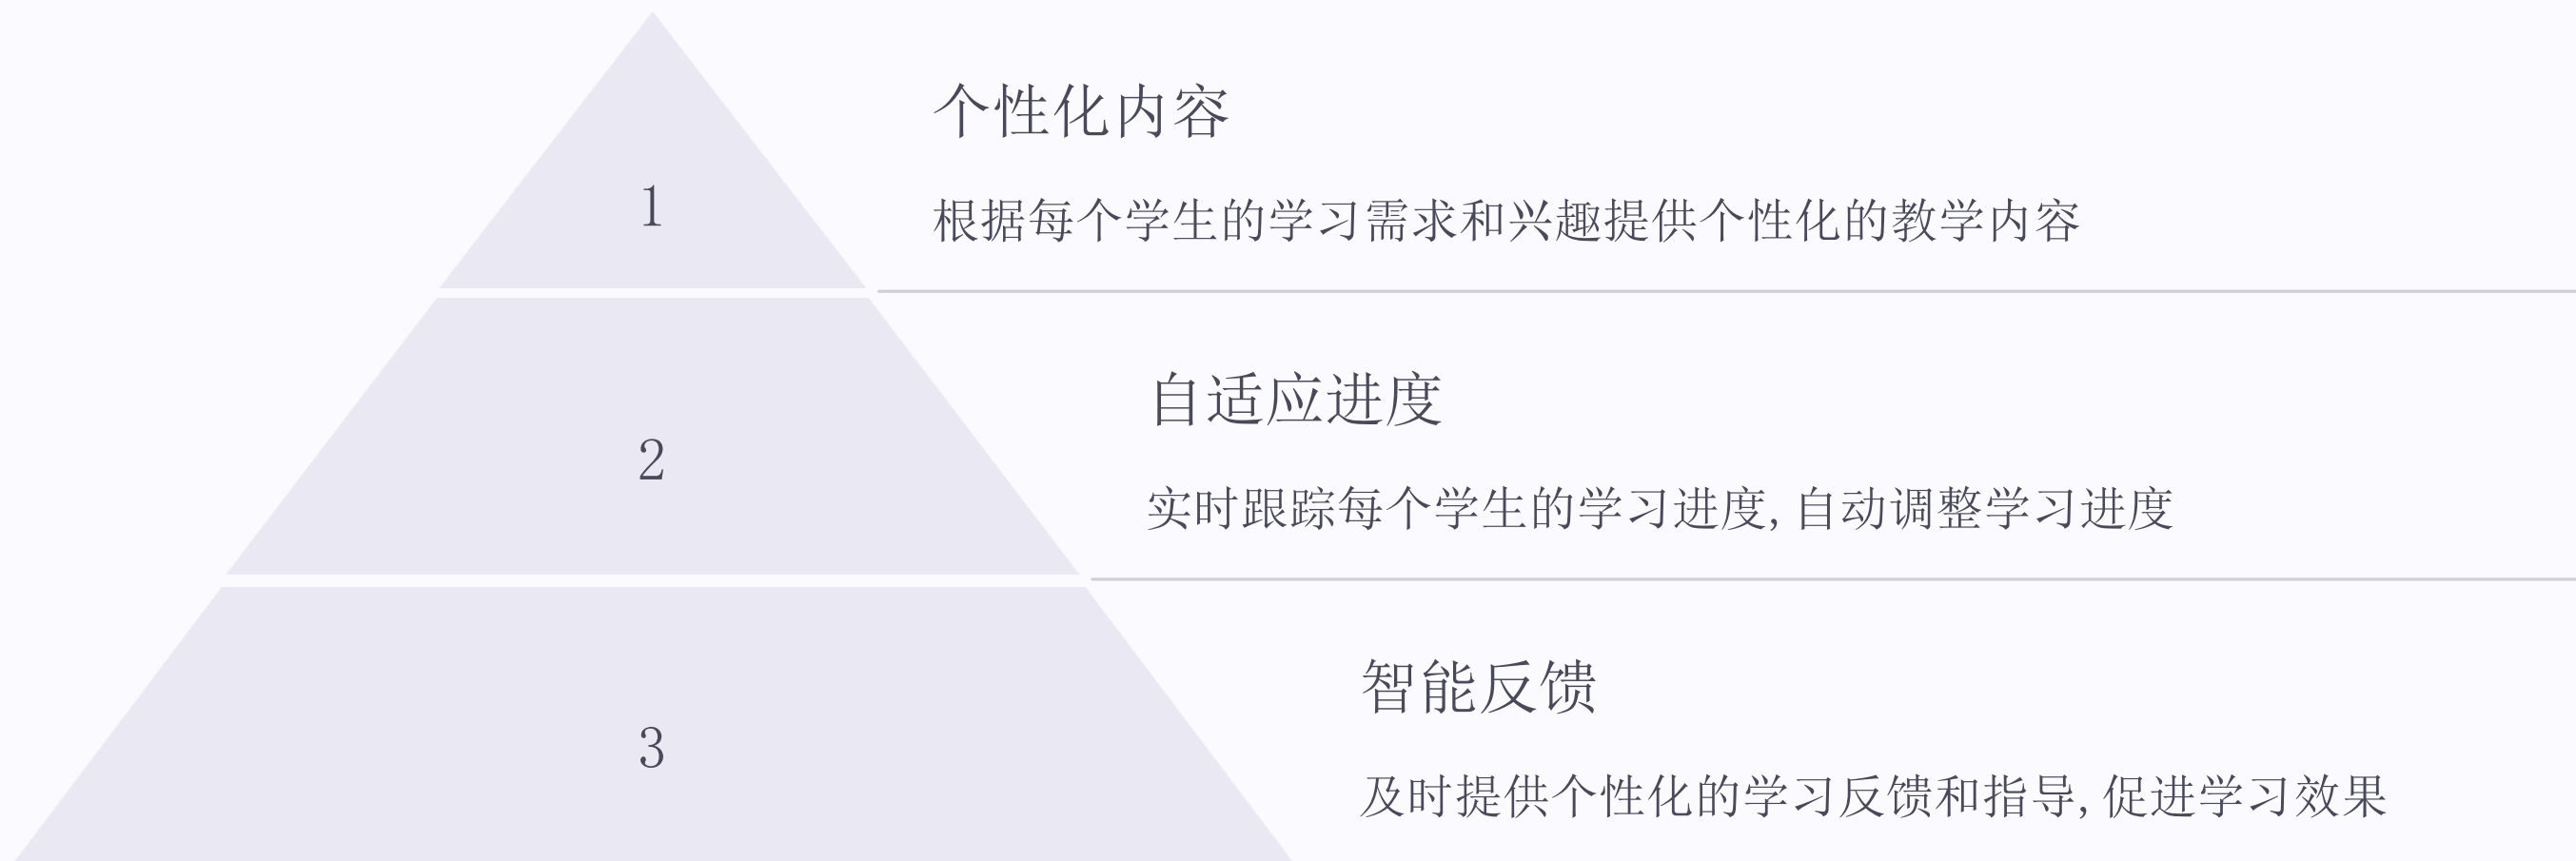 个性化内容
1
根据每个学生的学习需求和兴趣提供个性化的教学内容
自适应进度
2
实时跟踪每个学生的学习进度, 自动调整学习进度
智能反馈
3
及时提供个性化的学习反馈和指导, 促进学习效果